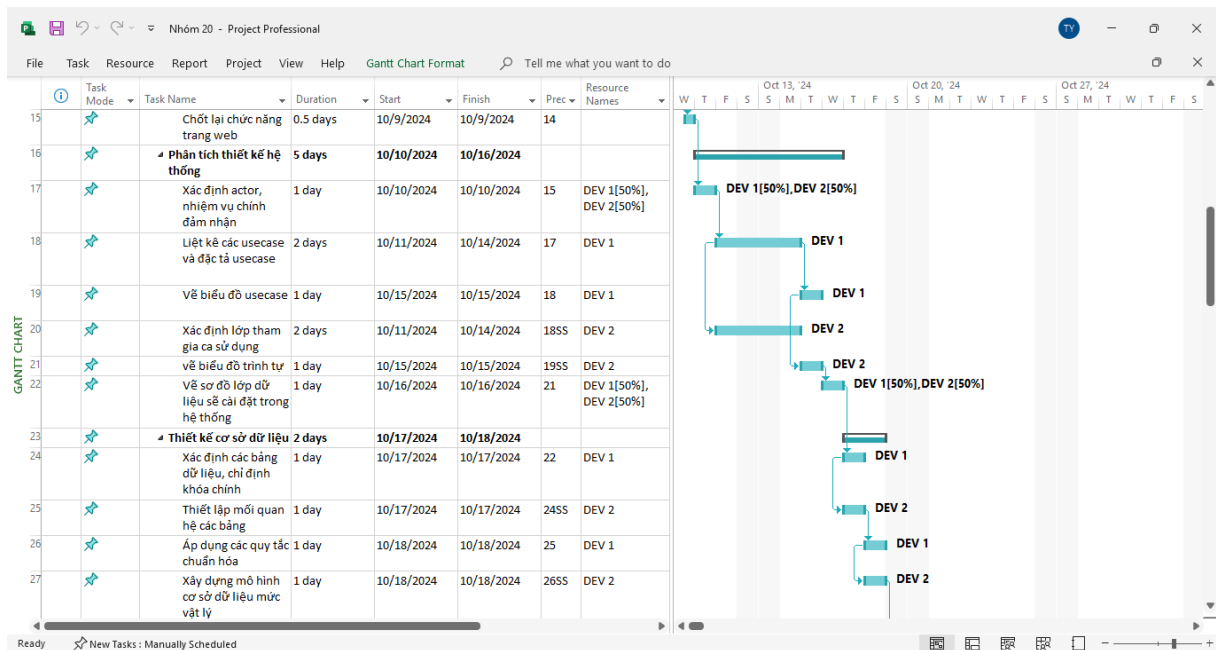 Nhóm 20 - Project Professional
TY
File Task Resource Report Project View Help Gantt Chart Format Tell me what you want to do
Task Mode Task Name Duration Start Finish Prec Resource Names
Oct 13, '24 Oct 20, '24 Oct 27, '24
W T F S S M T W T F S S M T W T F S S M T W T F S
15 Chốt lại chức năng 0.5 days 10/9/2024 10/9/2024 14
trang web
16 Phân tích thiết kế hệ 5 days 10/10/2024 10/16/2024
thống
17 Xác định actor, 1 day 10/10/2024 10/10/2024 15 DEV 1[50%], DEV 1[50%],DEV 2[50%]
nhiệm vụ chính DEV 2[50%]
đảm nhận
18 Liệt kê các usecase 2 days 10/11/2024 10/14/2024 17 DEV 1 DEV 1
và đặc tả usecase
19 Vẽ biểu đồ usecase 1 day 10/15/2024 10/15/2024 18 DEV 1 DEV 1
20 Xác định lớp tham 2 days 10/11/2024 10/14/2024 18SS DEV 2 DEV 2
gia ca sử dụng
21 vẽ biểu đồ trình tự 1 day 10/15/2024 10/15/2024 19SS DEV 2 DEV 2
22 Vẽ sơ đồ lớp dữ 1 day 10/16/2024 10/16/2024 21 DEV 1[50%], DEV 1[50%],DEV 2[50%]
liệu sẽ cài đặt trong DEV 2[50%]
hệ thống
23 Thiết kế cơ sở dữ liệu 2 days 10/17/2024 10/18/2024
24 Xác định các bảng 1 day 10/17/2024 10/17/2024 22 DEV 1 DEV 1
dữ liệu, chỉ định
khóa chính
25 Thiết lập mối quan 1 day 10/17/2024 10/17/2024 24SS DEV 2 DEV 2
hệ các bảng
26 Áp dụng các quy tắc 1 day 10/18/2024 10/18/2024 25 DEV 1 DEV 1
chuẩn hóa
27 Xây dựng mô hình 1 day 10/18/2024 10/18/2024 26SS DEV 2 DEV 2
cơ sở dữ liệu mức
vật lý
GANTT CHART
Ready New Tasks : Manually Scheduled